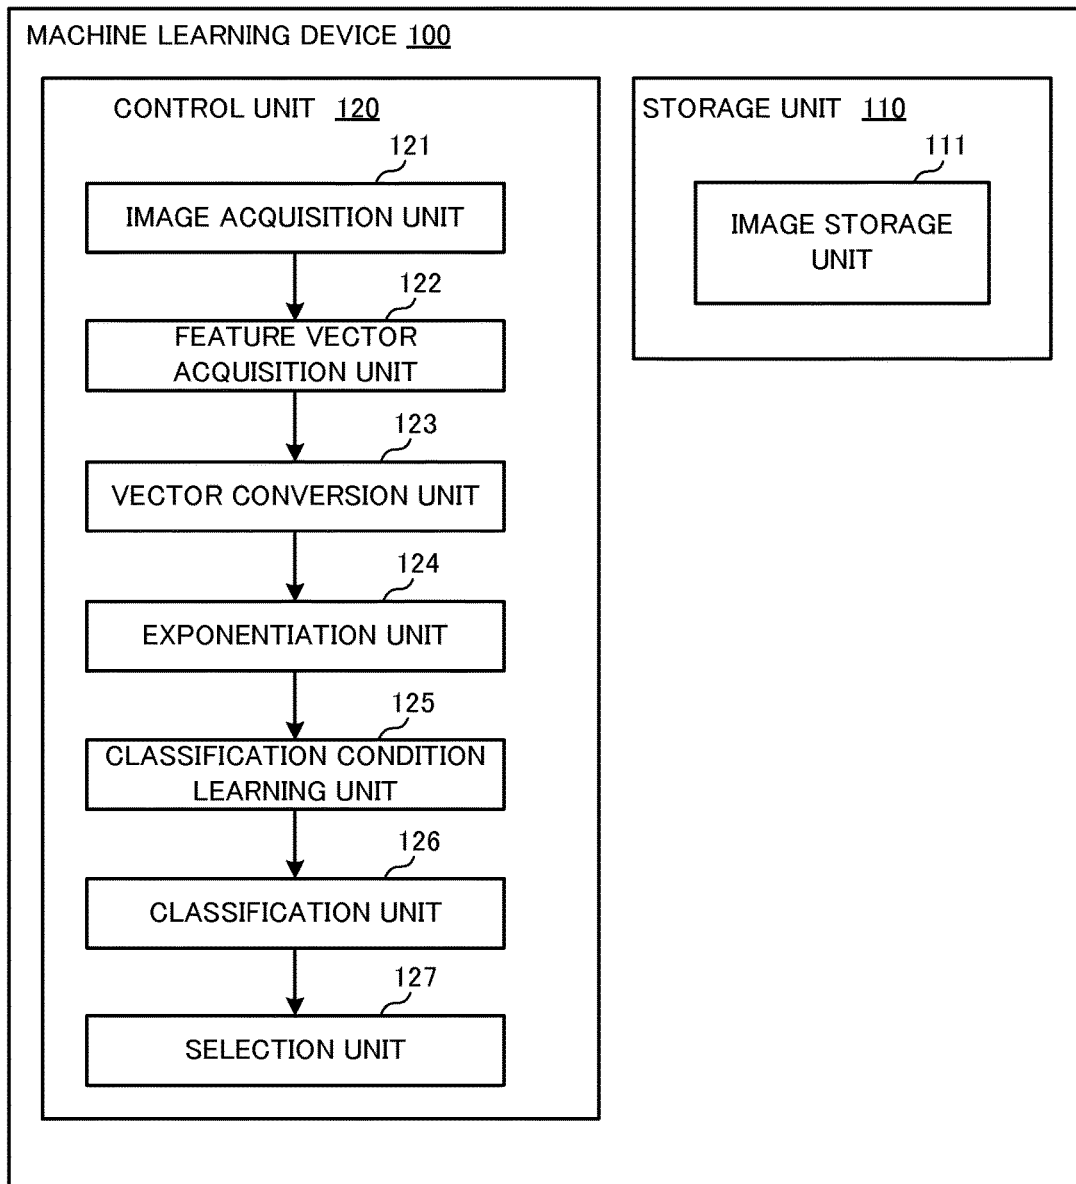 MACHINE LEARNING DEVICE 100
CONTROL UNIT 120
121
IMAGE ACQUISITION UNIT
122
FEATURE VECTOR
ACQUISITION UNIT
123
VECTOR CONVERSION UNIT
124
EXPONENTIATION UNIT
125
CLASSIFICATION CONDITION
LEARNING UNIT
126
CLASSIFICATION UNIT
127
SELECTION UNIT
STORAGE UNIT 110
111
IMAGE STORAGE
UNIT